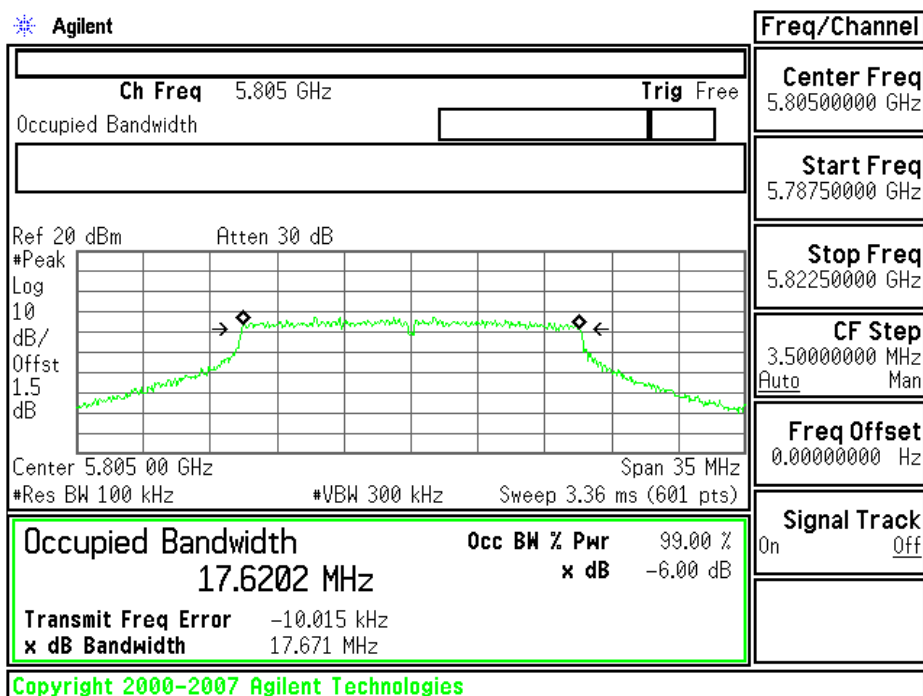 Agilent
Freq/Channel
Ch Freq 5.805 GHz Trig Free
Occupied Bandwidth
Center Freq
5.80500000 GHz
Start Freq
5.78750000 GHz
Stop Freq
5.82250000 GHz
CF Step
3.50000000 MHz
Auto Man
Freq Offset
0.00000000 Hz
Signal Track
On Off
Ref 20 dBm Atten 30 dB
#Peak
Log
10
dB/
Offst
1.5
dB
Center 5.805 00 GHz Span 35 MHz
#Res BW 100 kHz #VBW 300 kHz Sweep 3.36 ms (601 pts)
Occupied Bandwidth
17.6202 MHz
Occ BW % Pwr 99.00 %
x dB -6.00 dB
Transmit Freq Error -10.015 kHz
x dB Bandwidth 17.671 MHz
Copyright 2000-2007 Agilent Technologies